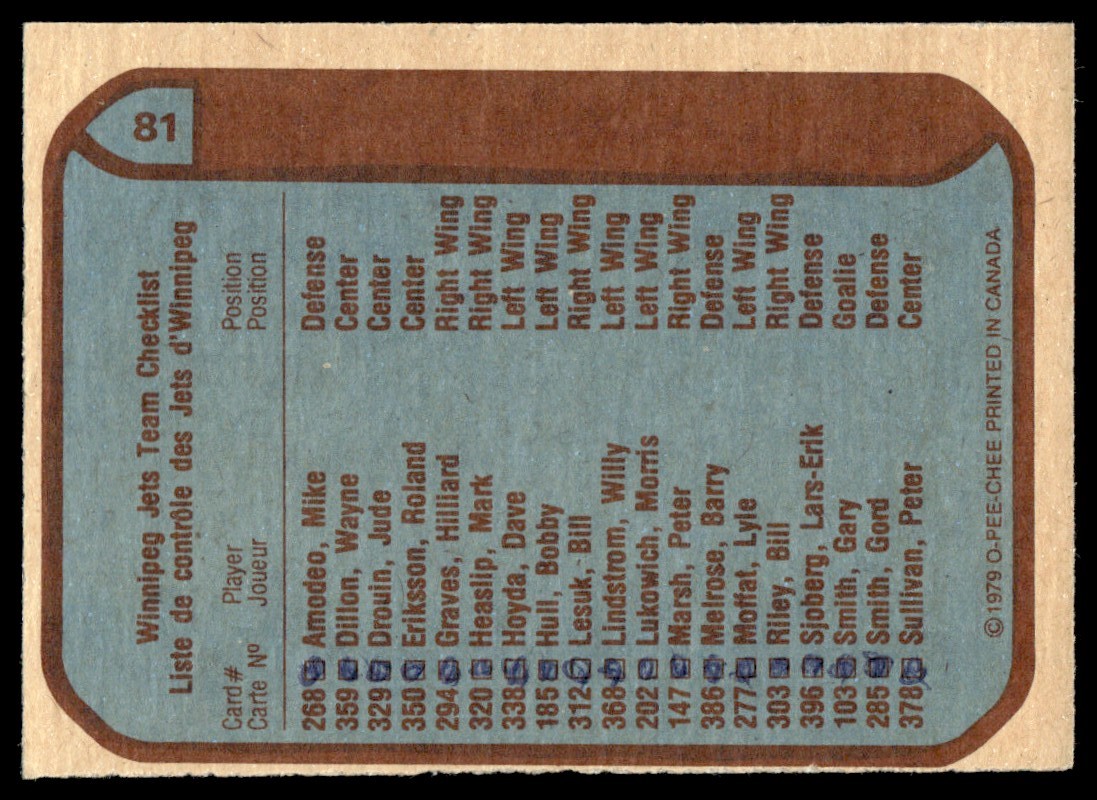 81
Winnipeg Jets Team Checklist
Liste de contrôle des Jets d'Winnipeg
Card# Player Position
Carte Nº Joueur Position
268 Amodeo, Mike Defense
359 Dillon, Wayne Center
329 Drouin, Jude Center
350 Eriksson, Roland Center
294 Graves, Hilliard Right Wing
320 Heaslip, Mark Right Wing
338 Hoyda, Dave Left Wing
185 Hull, Bobby Left Wing
312 Lesuk, Bill Right Wing
368 Lindstrom, Willy Left Wing
202 Lukowich, Morris Left Wing
147 Marsh, Peter Right Wing
386 Melrose, Barry Defense
277 Moffat, Lyle Left Wing
303 Riley, Bill Right Wing
396 Sjoberg, Lars-Erik Defense
103 Smith, Gary Goalie
285 Smith, Gord Defense
378 Sullivan, Peter Center
©1979 O-PEE-CHEE PRINTED IN CANADA